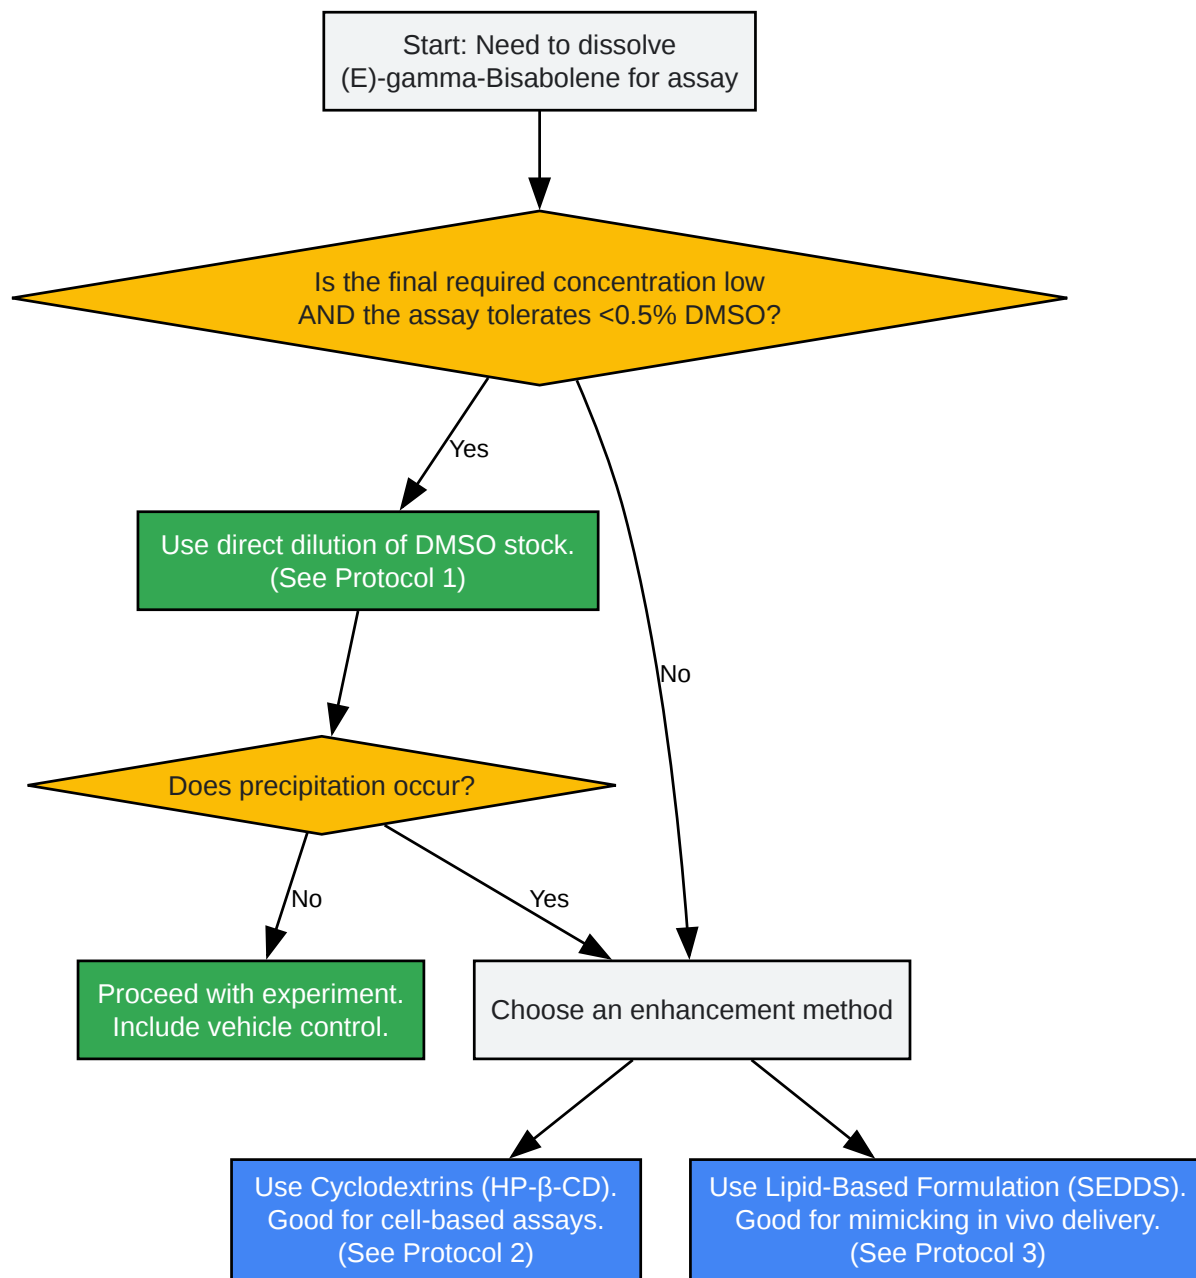 Start: Need to dissolve
(E)-gamma-Bisabolene for assay
Is the final required concentration low
AND the assay tolerates <0.5% DMSO?
Yes
Use direct dilution of DMSO stock.
(See Protocol 1)
No
Does precipitation occur?
No
Yes
Proceed with experiment.
Include vehicle control.
Choose an enhancement method
Use Cyclodextrins (HP-β-CD).
Good for cell-based assays.
(See Protocol 2)
Use Lipid-Based Formulation (SEDDS).
Good for mimicking in vivo delivery.
(See Protocol 3)